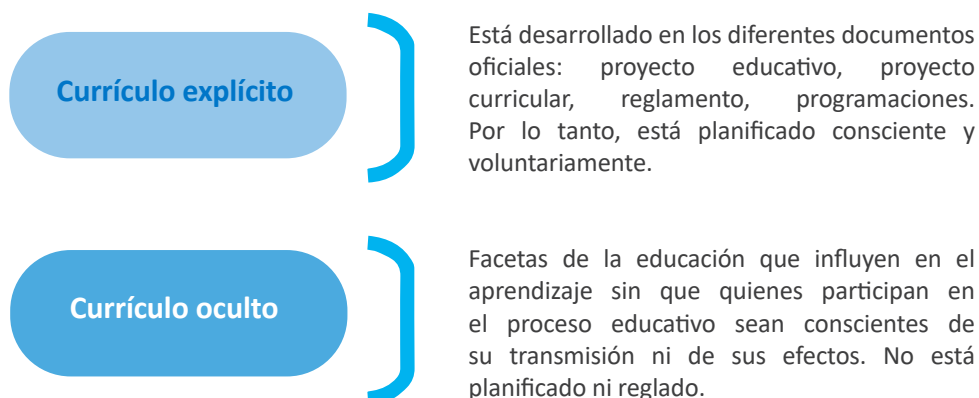 Currículo explícito
Está desarrollado en los diferentes documentos
oficiales: proyecto educativo, proyecto
curricular, reglamento, programaciones.
Por lo tanto, está planificado consciente y
voluntariamente.
Currículo oculto
Facetas de la educación que influyen en el
aprendizaje sin que quienes participan en
el proceso educativo sean conscientes de
su transmisión ni de sus efectos. No está
planificado ni reglado.